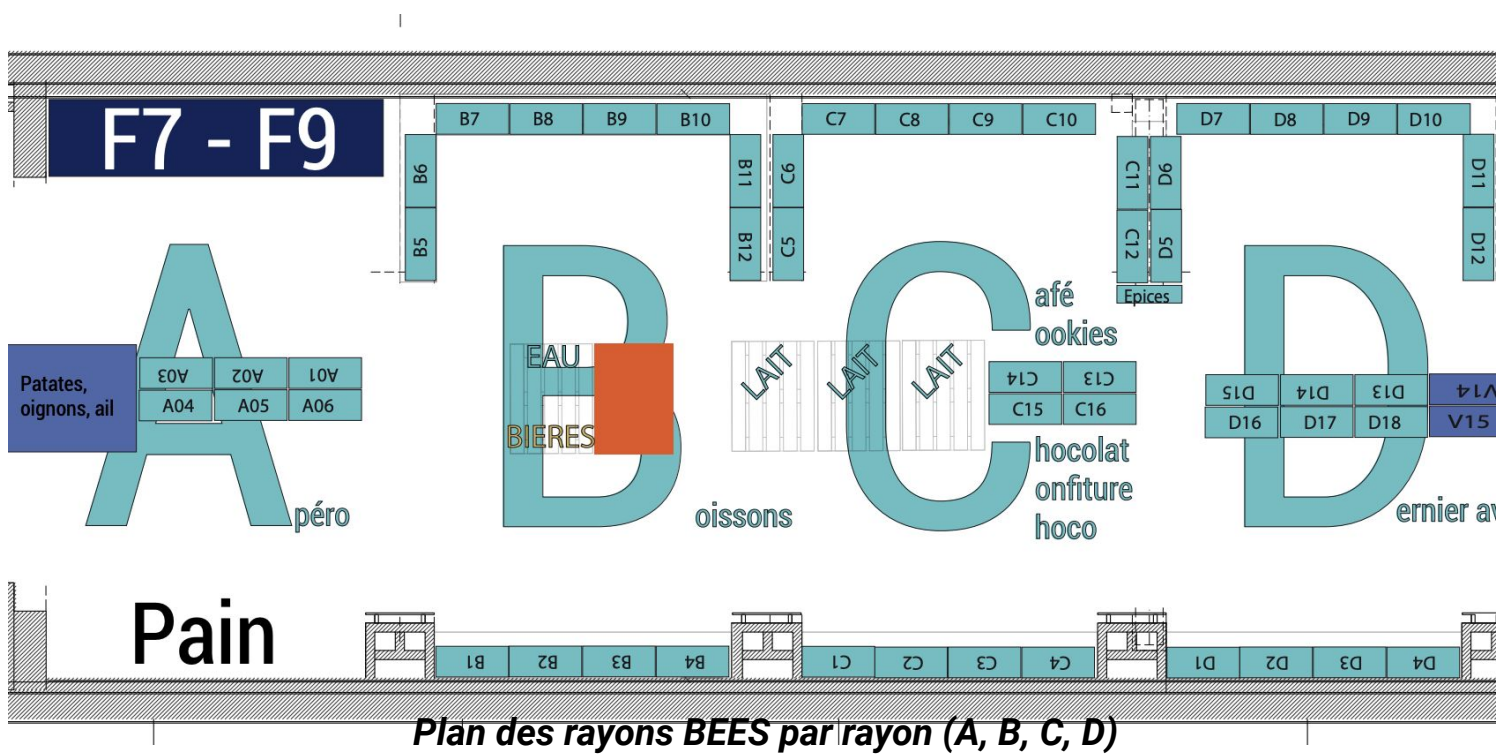 F7 - F9
B7 B8 B9 B10
C7 C8 C9 C10
D7 D8 D9 D10
B6
B5
B11
B12
C6
C5
C11
C12
D6
D5
D11
D12
Epices
A
péro
B
oissons
C
afé
ookies
hocolat
onfiture
hoco
D
ernier av
Patates,
oignons, ail
A03 A02 A01
A04 A05 A06
EAU
BIERES
LAIT LAIT LAIT
C14 C13
C15 C16
D15 D14 D13 V14
D16 D17 D18 V15
Pain
B1 B2 B3 B4
C1 C2 C3 C4
D1 D2 D3 D4
Plan des rayons BEES par rayon (A, B, C, D)